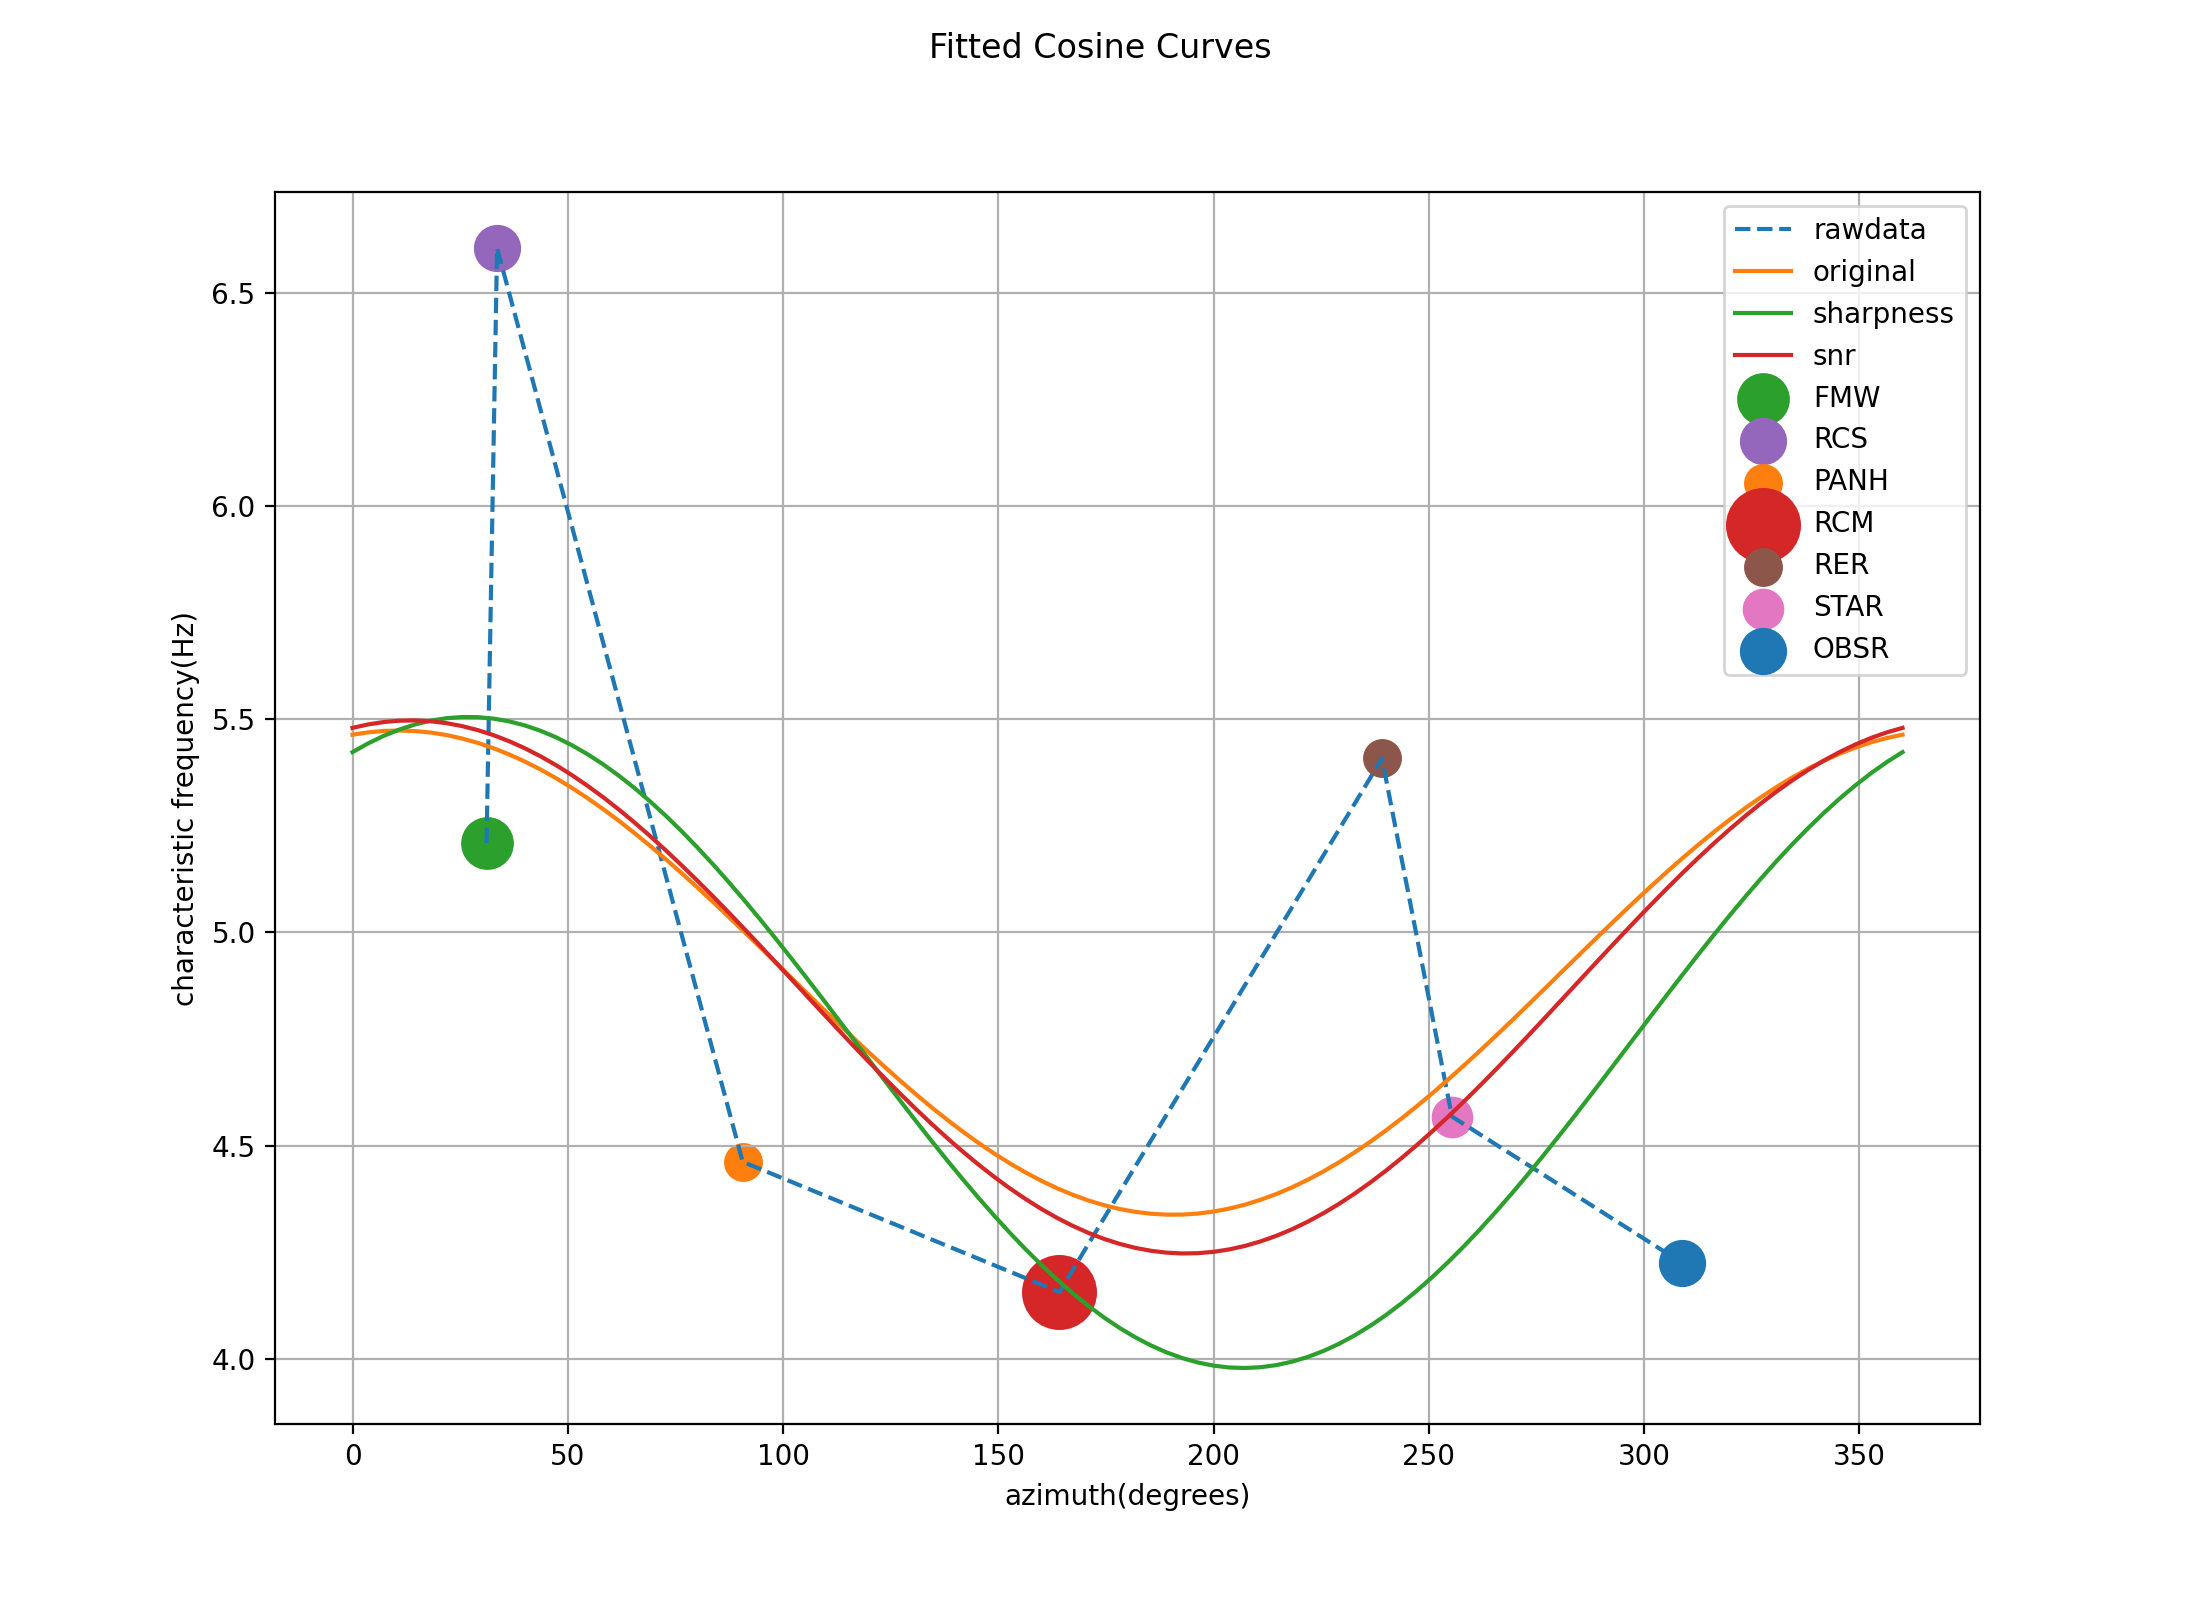 Fitted Cosine Curves
rawdata
original
sharpness
snr
FMW
RCS
PANH
RCM
RER
STAR
OBSR
characteristic frequency(Hz)
6.5
6.0
5.5
5.0
4.5
4.0
0 50 100 150 200 250 300 350
azimuth(degrees)